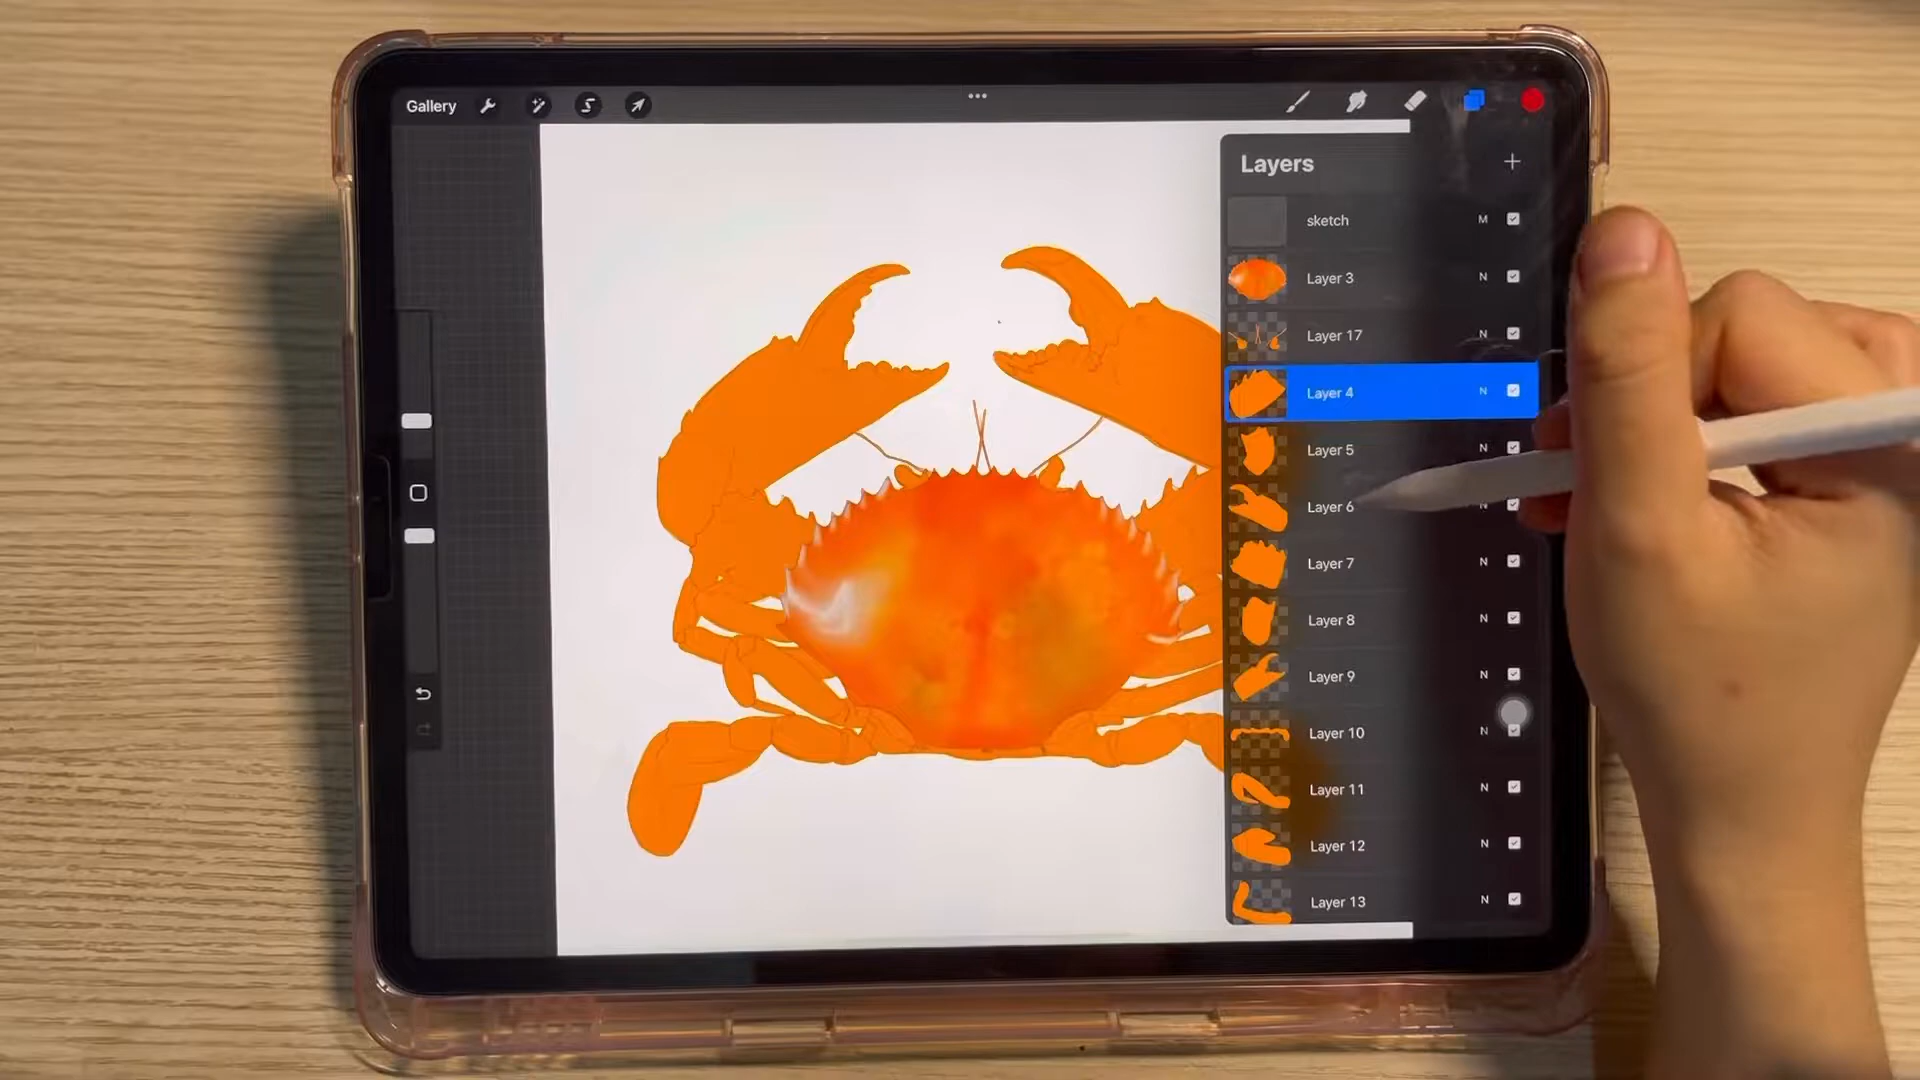 Gallery
Layers
sketch M
Layer 3 N
Layer 17 N
Layer 4 N
Layer 5 N
Layer 6 N
Layer 7 N
Layer 8 N
Layer 9 N
Layer 10 N
Layer 11 N
Layer 12 N
Layer 13 N